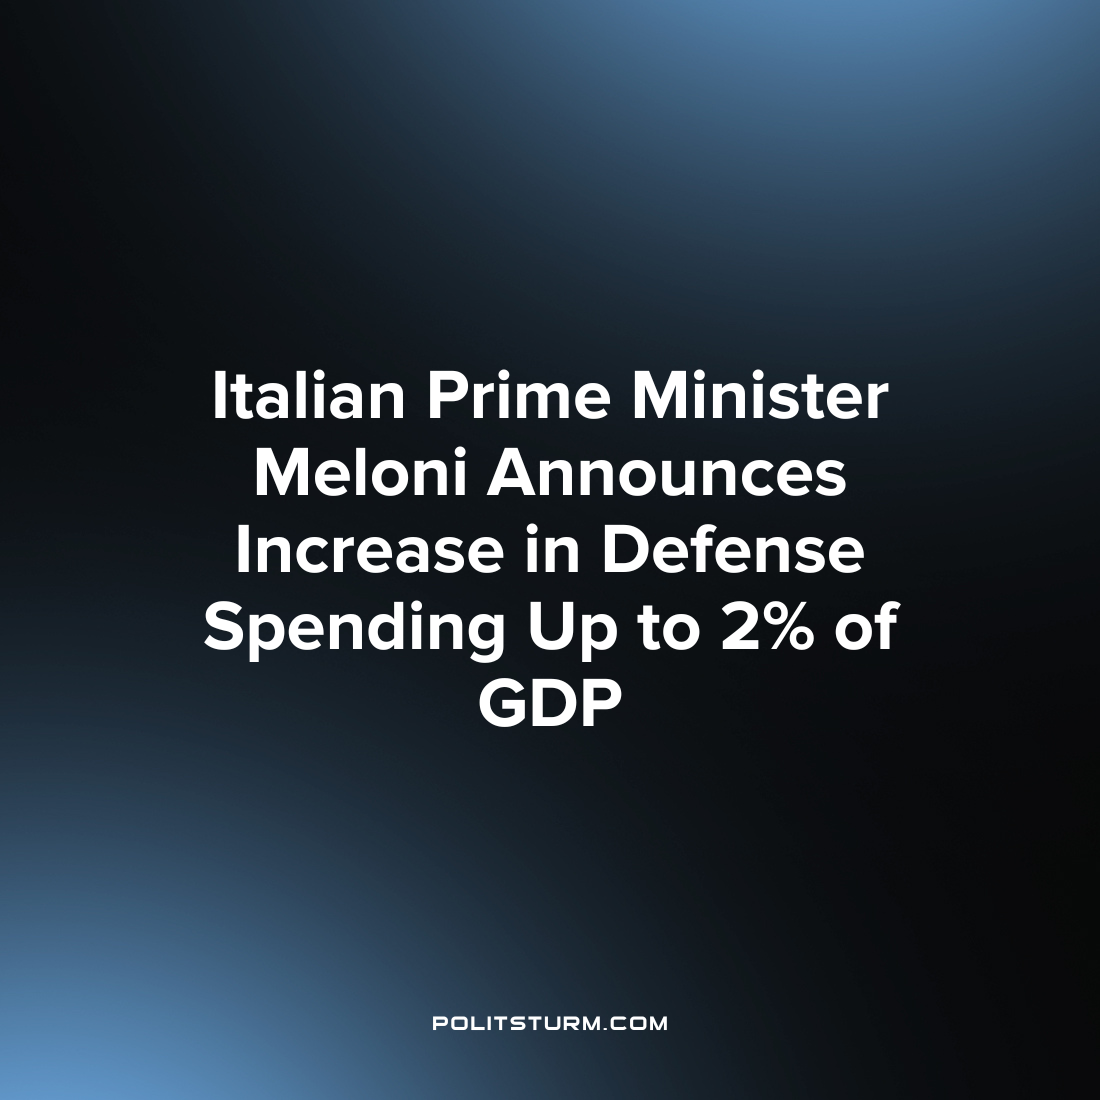 Italian Prime Minister
Meloni Announces
Increase in Defense
Spending Up to 2% of
GDP
POLITSTURM.COM